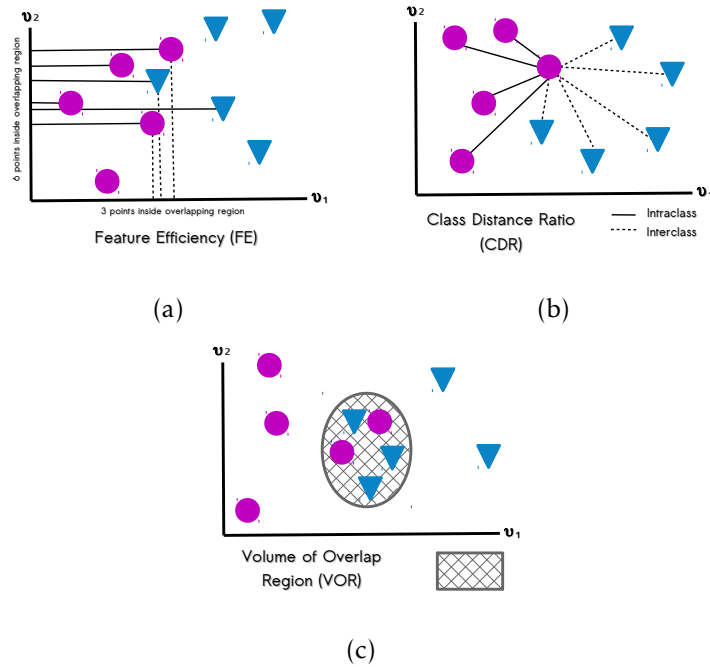 υ₂
6 points inside overlapping region
υ₁
3 points inside overlapping region
Feature Efficiency (FE)
(a)
υ₂
Class Distance Ratio
(CDR)
Intraclass
Interclass
(b)
υ₂
υ₁
Volume of Overlap
Region (VOR)
(c)